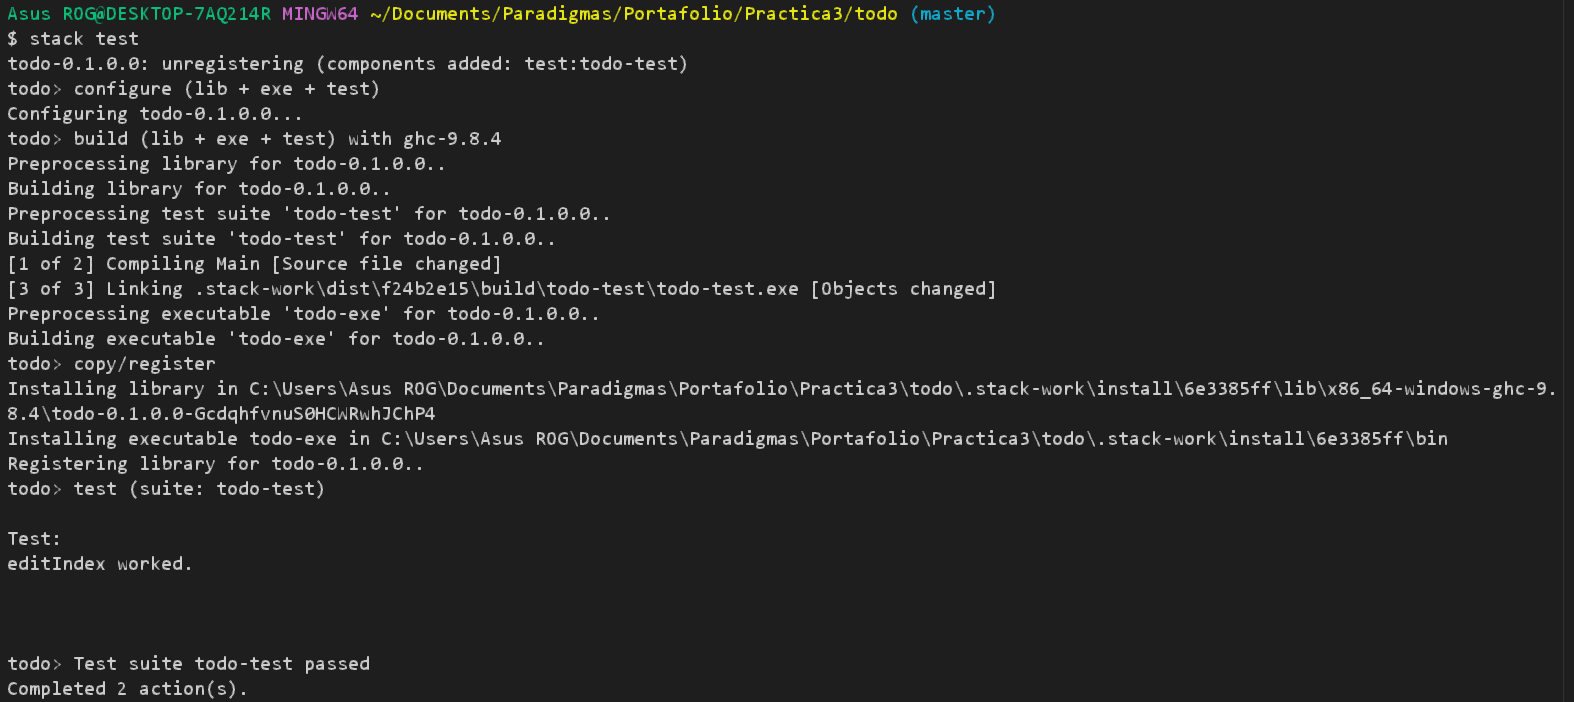 Asus ROG@DESKTOP-7AQ214R MINGW64 ~/Documents/Paradigmas/Portafolio/Practica3/todo (master)
$ stack test
todo-0.1.0.0: unregistering (components added: test:todo-test)
todo> configure (lib + exe + test)
Configuring todo-0.1.0.0...
todo> build (lib + exe + test) with ghc-9.8.4
Preprocessing library for todo-0.1.0.0..
Building library for todo-0.1.0.0..
Preprocessing test suite 'todo-test' for todo-0.1.0.0..
Building test suite 'todo-test' for todo-0.1.0.0..
[1 of 2] Compiling Main [Source file changed]
[3 of 3] Linking .stack-work\dist\f24b2e15\build\todo-test\todo-test.exe [Objects changed]
Preprocessing executable 'todo-exe' for todo-0.1.0.0..
Building executable 'todo-exe' for todo-0.1.0.0..
todo> copy/register
Installing library in C:\Users\Asus ROG\Documents\Paradigmas\Portafolio\Practica3\todo\.stack-work\install\6e3385ff\lib\x86_64-windows-ghc-9.
8.4\todo-0.1.0.0-GcdqhfvnuS0HCWRwhJChP4
Installing executable todo-exe in C:\Users\Asus ROG\Documents\Paradigmas\Portafolio\Practica3\todo\.stack-work\install\6e3385ff\bin
Registering library for todo-0.1.0.0..
todo> test (suite: todo-test)
Test:
editIndex worked.
todo> Test suite todo-test passed
Completed 2 action(s).